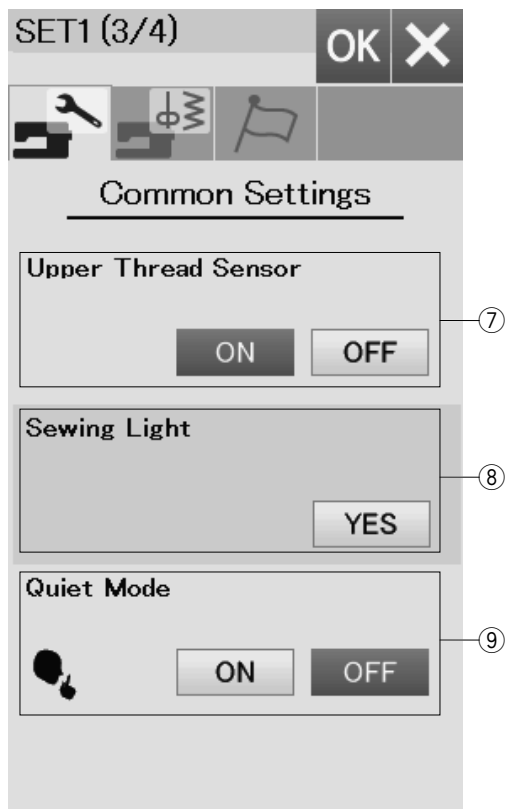 SET1 (3/4)
OK
Common Settings
Upper Thread Sensor
ON OFF
⑦
Sewing Light
YES
⑧
Quiet Mode
ON OFF
⑨